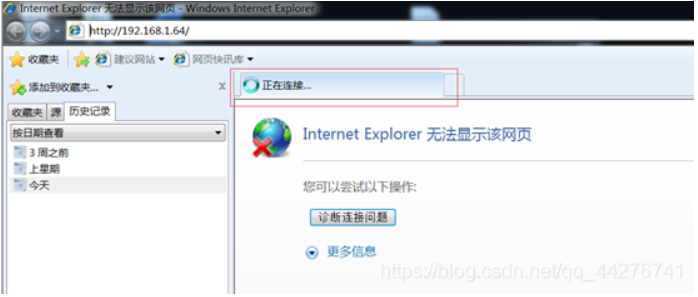 Internet Explorer 无法显示该网页 - Windows Internet Explorer
http://192.168.1.64/
收藏夹 建议网站 网页快讯库
添加到收藏夹... x 正在连接...
收藏夹 源 历史记录
按日期查看
3 周之前
上星期
今天
Internet Explorer 无法显示该网页
您可以尝试以下操作:
诊断连接问题
更多信息
https://blog.csdn.net/qq_44276741